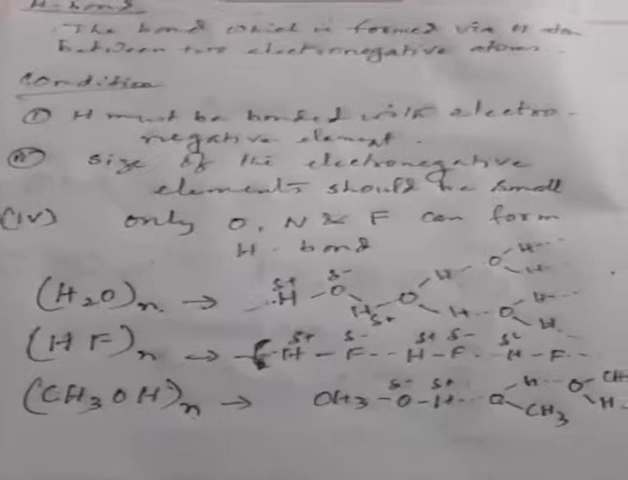 H-bond
The bond which is formed via H atom
between two electronegative atoms.
Condition
(i) H must be bonded with electro-
negative element.
(ii) Size of the electronegative
elements should be small
(iv) only O, N & F can form
H-bond
(H₂O)ₙ → H – O H O H O H H O H H
δ+ δ- δ+
(HF)ₙ → H – F -- H – F -- H – F --
δ+ δ- δ+ δ- δ+
(CH₃OH)ₙ → CH3 – O – H -- O H O CH H
δ- δ+ CH₃